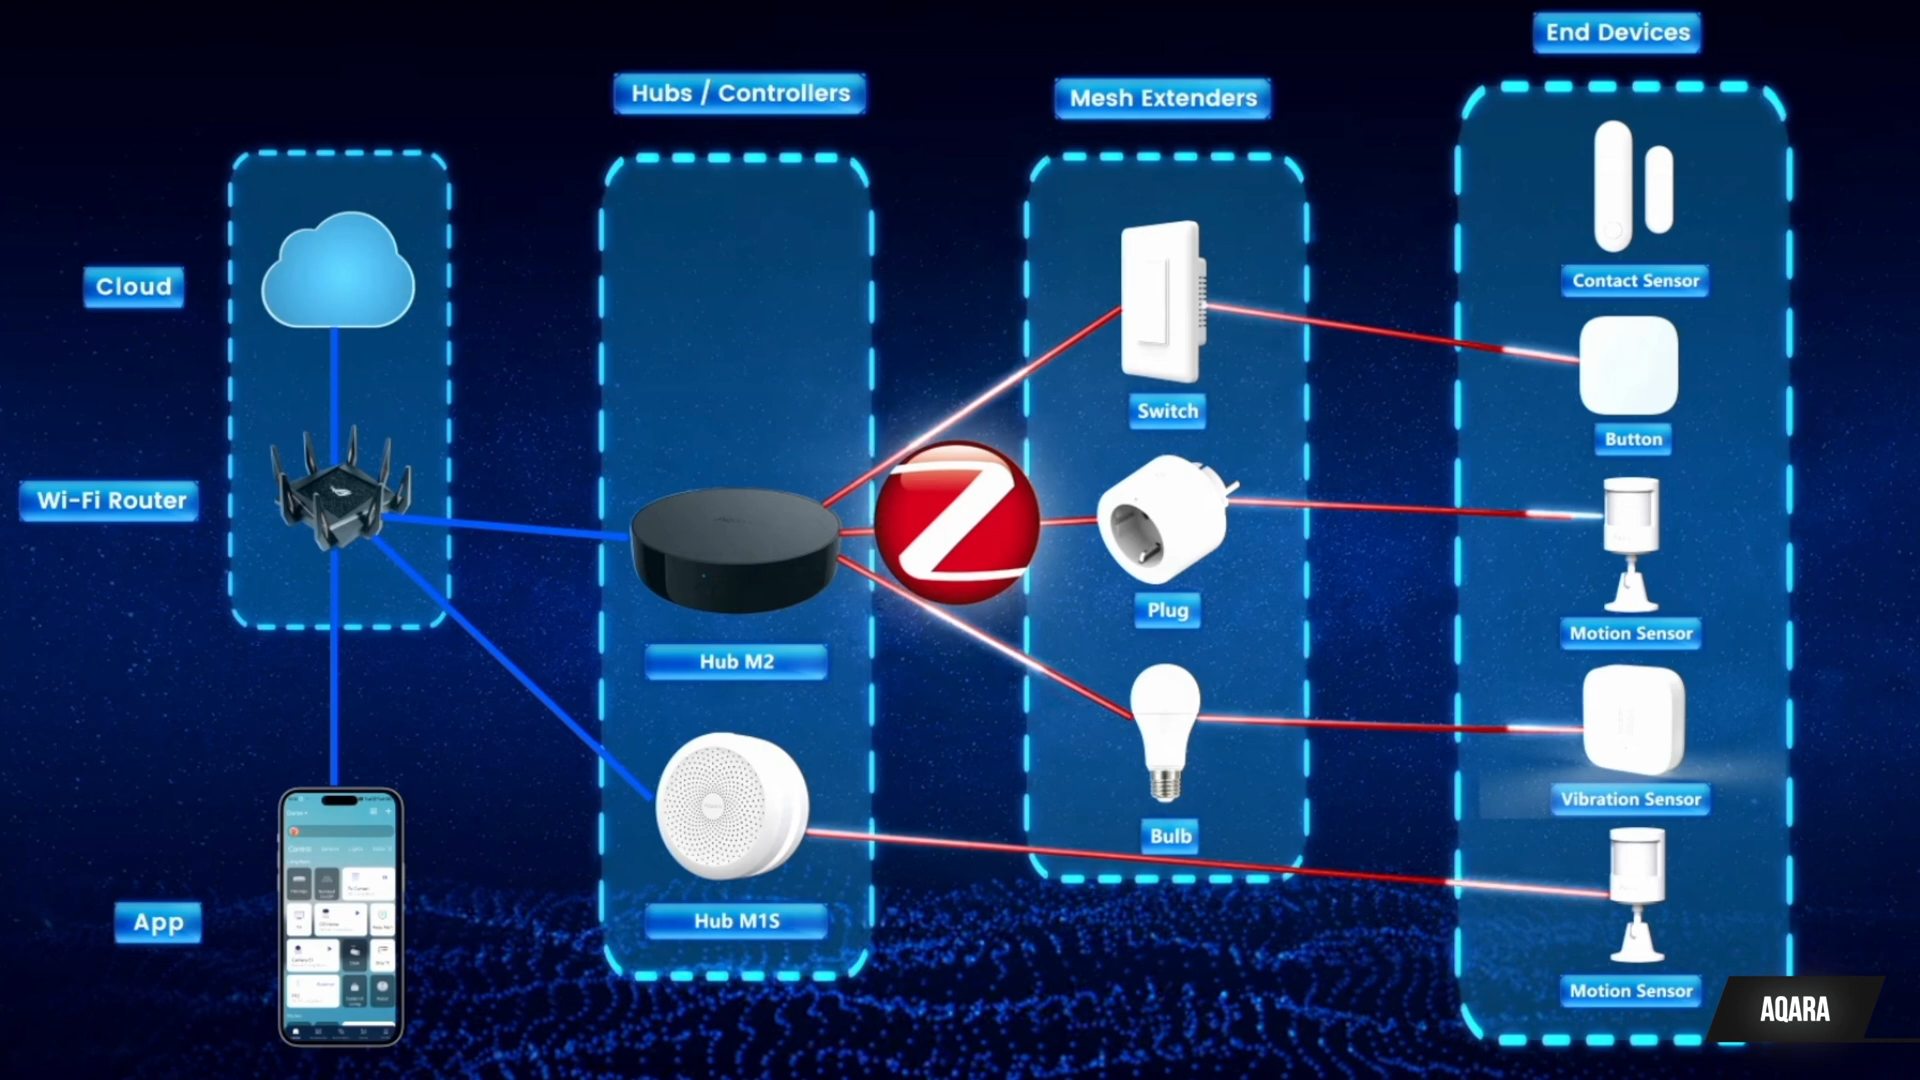 End Devices
Hubs / Controllers
Mesh Extenders
Cloud
Contact Sensor
Switch
Button
Wi-Fi Router
Plug
Motion Sensor
Hub M2
Vibration Sensor
Bulb
App
Hub M1S
Motion Sensor
AQARA